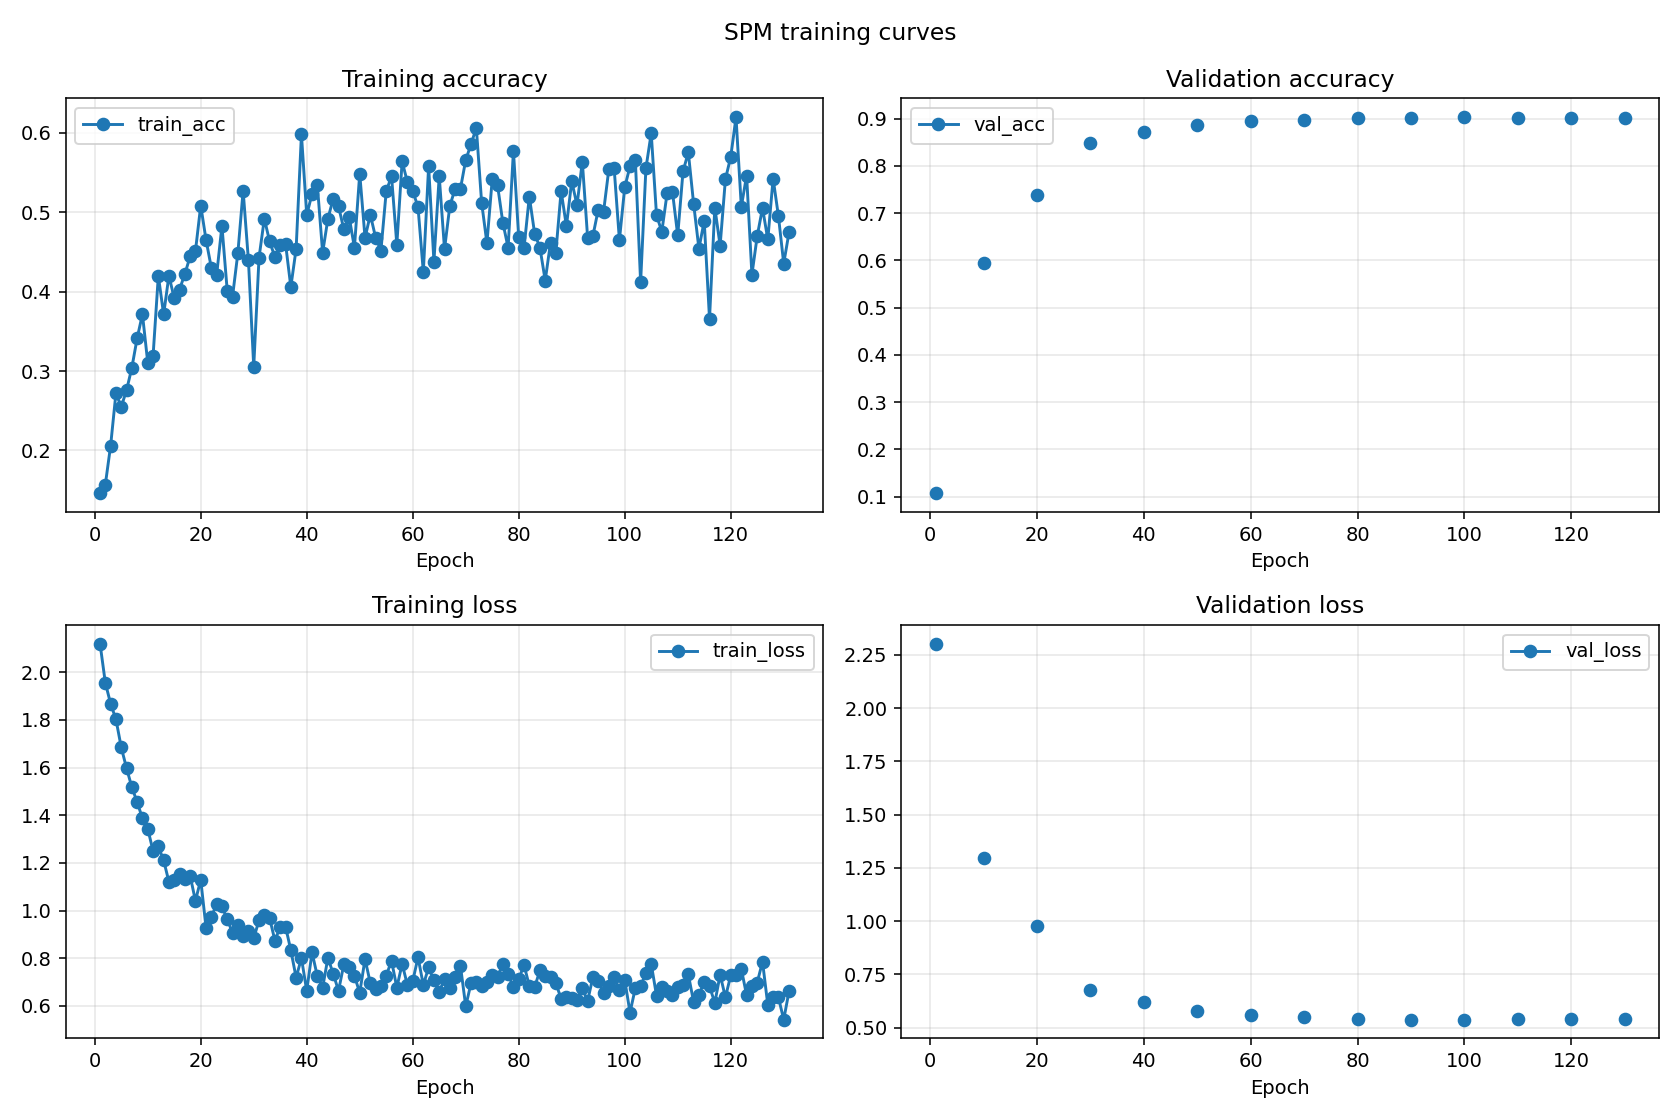 SPM training curves
Training accuracy
train_acc
0.6
0.5
0.4
0.3
0.2
0 20 40 60 80 100 120
Epoch
Validation accuracy
val_acc
0.9
0.8
0.7
0.6
0.5
0.4
0.3
0.2
0.1
0 20 40 60 80 100 120
Epoch
Training loss
train_loss
2.0
1.8
1.6
1.4
1.2
1.0
0.8
0.6
0 20 40 60 80 100 120
Epoch
Validation loss
val_loss
2.25
2.00
1.75
1.50
1.25
1.00
0.75
0.50
0 20 40 60 80 100 120
Epoch